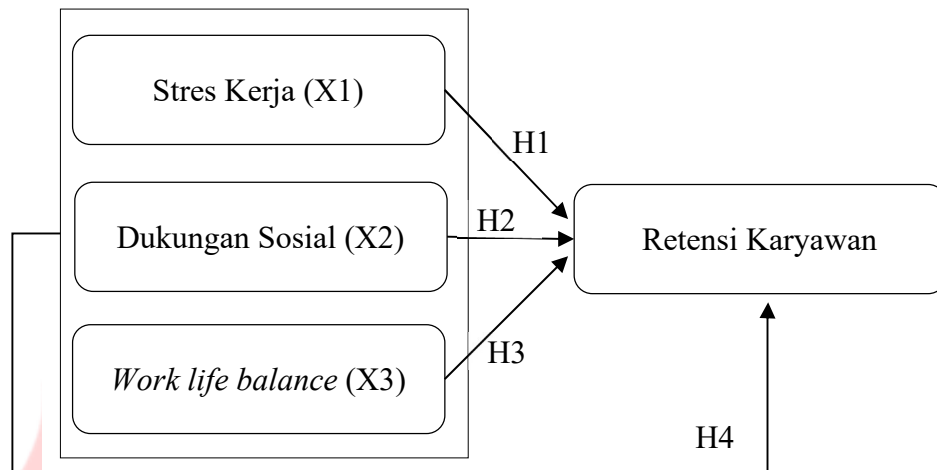 Stres Kerja (X1)
H1
Dukungan Sosial (X2)
H2
Retensi Karyawan
Work life balance (X3)
H3
H4